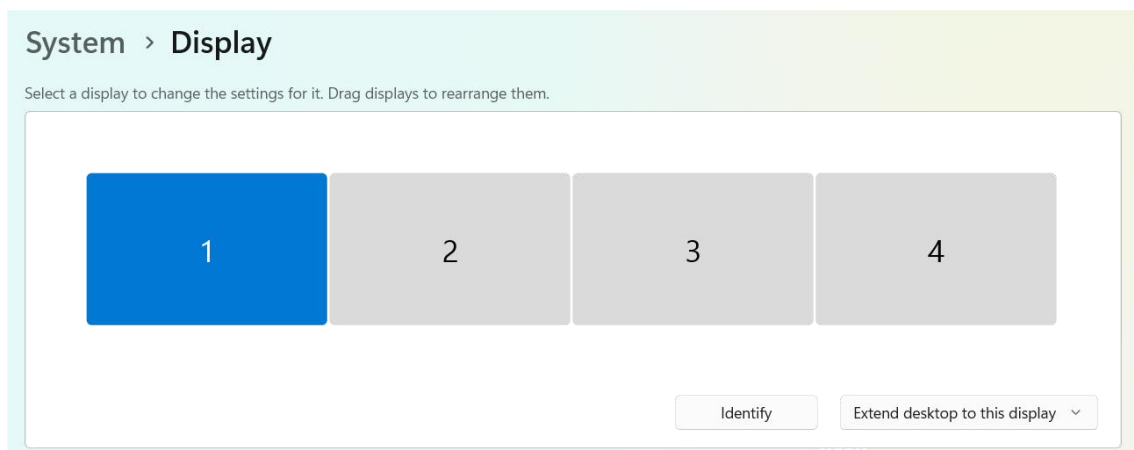 System > Display
Select a display to change the settings for it. Drag displays to rearrange them.
1 2 3 4
Identify Extend desktop to this display